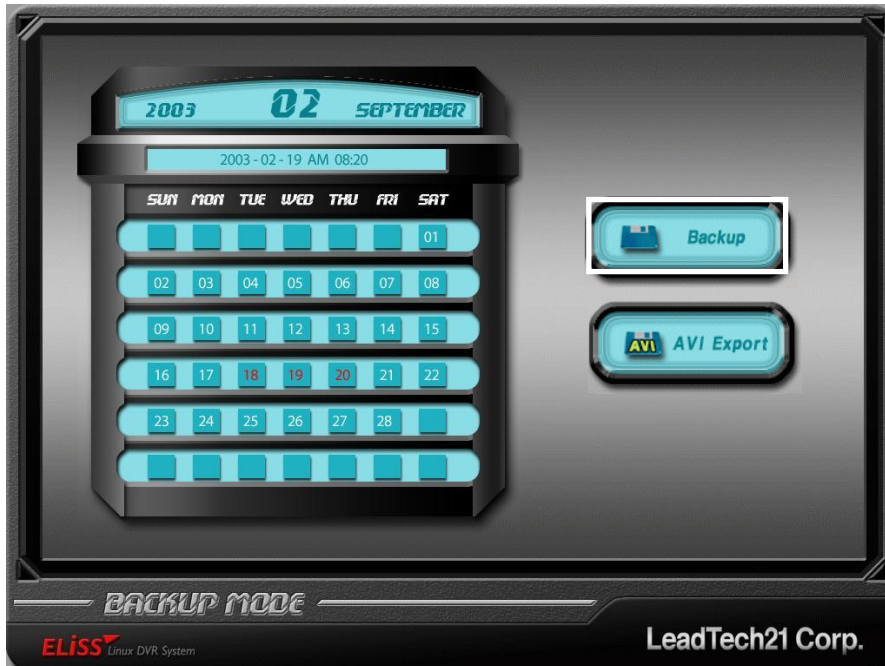 2003 02 SEPTEMBER
2003 - 02 - 19 AM 08:20
SUN MON TUE WED THU FRI SAT
01
02 03 04 05 06 07 08
09 10 11 12 13 14 15
16 17 18 19 20 21 22
23 24 25 26 27 28
Backup
AVI AVI Export
BACKUP MODE
ELiSS Linux DVR System
LeadTech21 Corp.